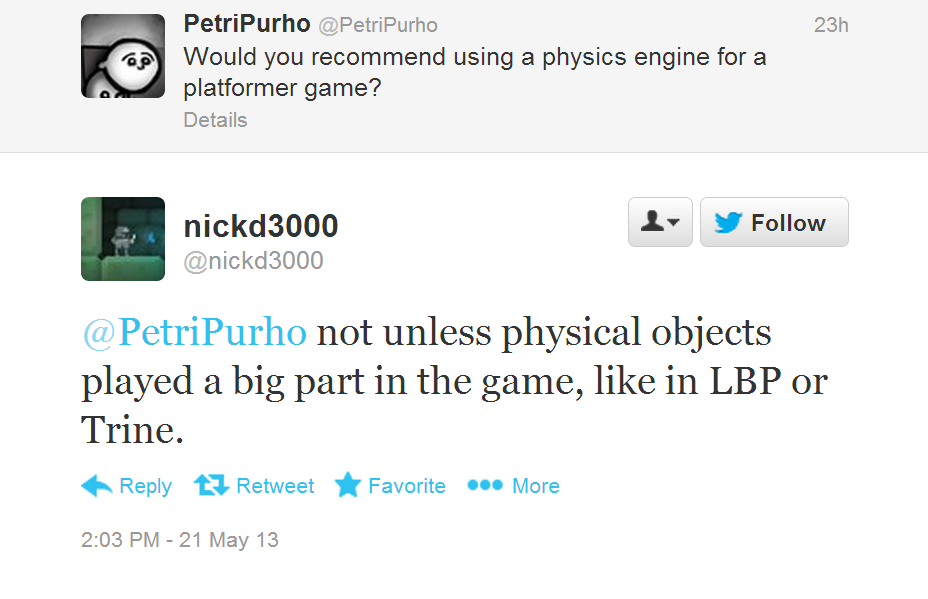 PetriPurho @PetriPurho 23h
Would you recommend using a physics engine for a
platformer game?
Details
nickd3000
Follow
@nickd3000
@PetriPurho not unless physical objects
played a big part in the game, like in LBP or
Trine.
Reply Retweet Favorite More
2:03 PM - 21 May 13